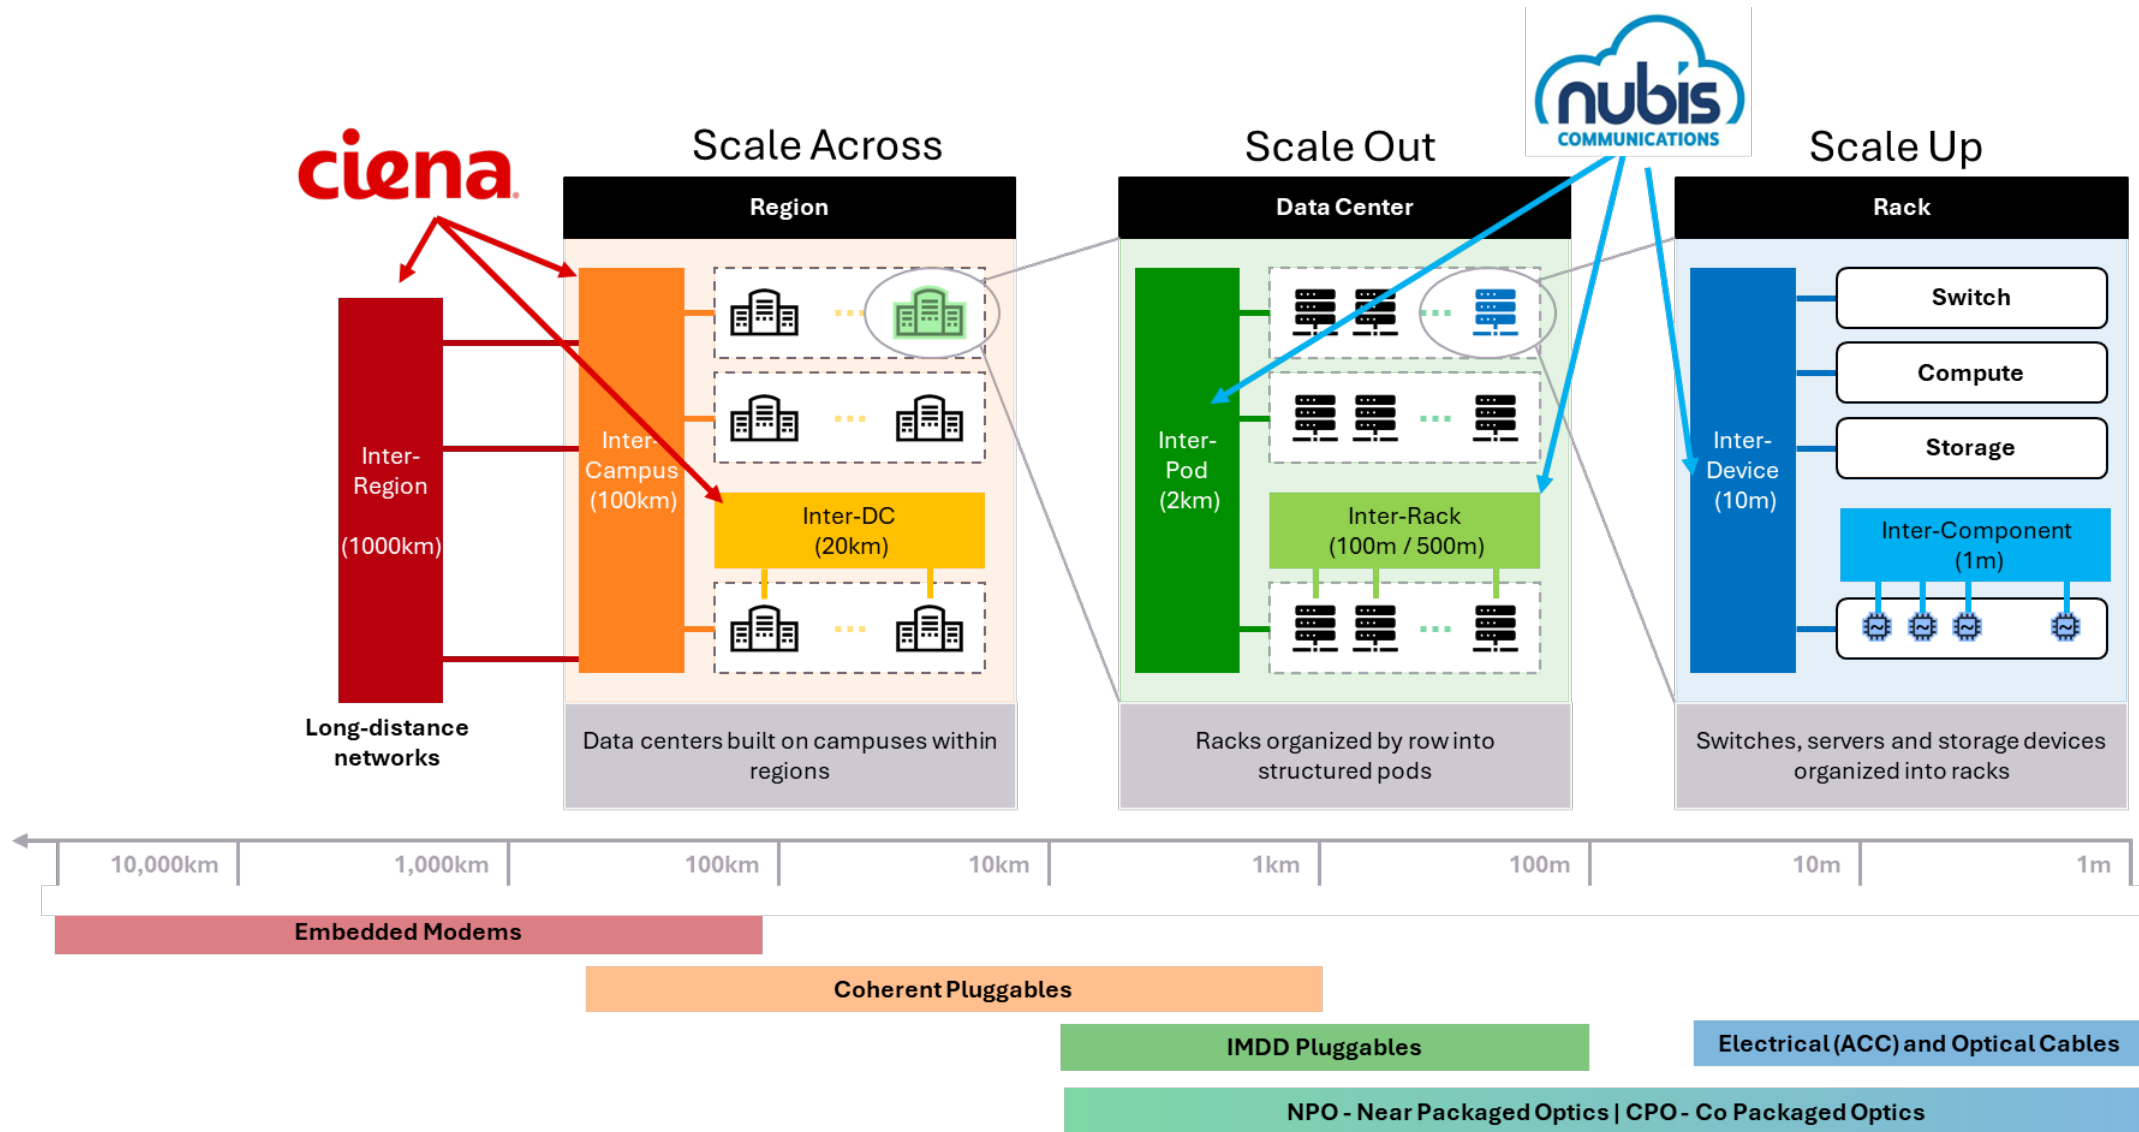 ciena
nubis
COMMUNICATIONS
Scale Across
Scale Out
Scale Up
Region
Data Center
Rack
Inter-
Region
(1000km)
Inter-
Campus
(100km)
Inter-DC
(20km)
Inter-
Pod
(2km)
Inter-Rack
(100m / 500m)
Inter-
Device
(10m)
Switch
Compute
Storage
Inter-Component
(1m)
Long-distance
networks
Data centers built on campuses within
regions
Racks organized by row into
structured pods
Switches, servers and storage devices
organized into racks
10,000km
1,000km
100km
10km
1km
100m
10m
1m
Embedded Modems
Coherent Pluggables
IMDD Pluggables
Electrical (ACC) and Optical Cables
NPO - Near Packaged Optics | CPO - Co Packaged Optics